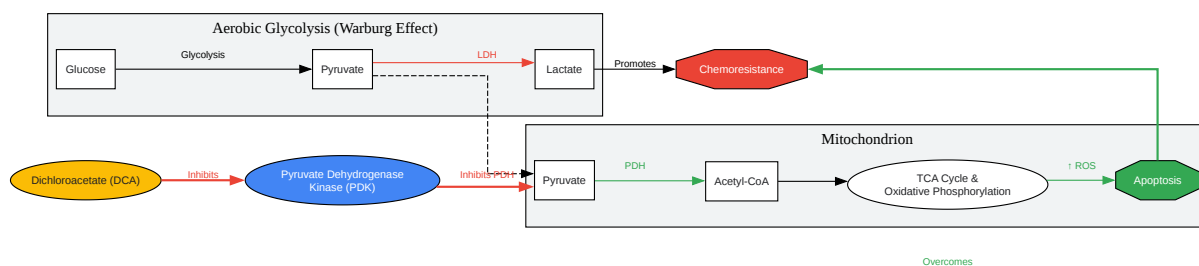 Aerobic Glycolysis (Warburg Effect)
Glucose
Glycolysis
Pyruvate
LDH
Lactate
Promotes
Chemoresistance
Mitochondrion
Dichloroacetate (DCA)
Inhibits
Pyruvate Dehydrogenase
Kinase (PDK)
Inhibits PDH
Pyruvate
PDH
Acetyl-CoA
TCA Cycle &
Oxidative Phosphorylation
↑ ROS
Apoptosis
Overcomes